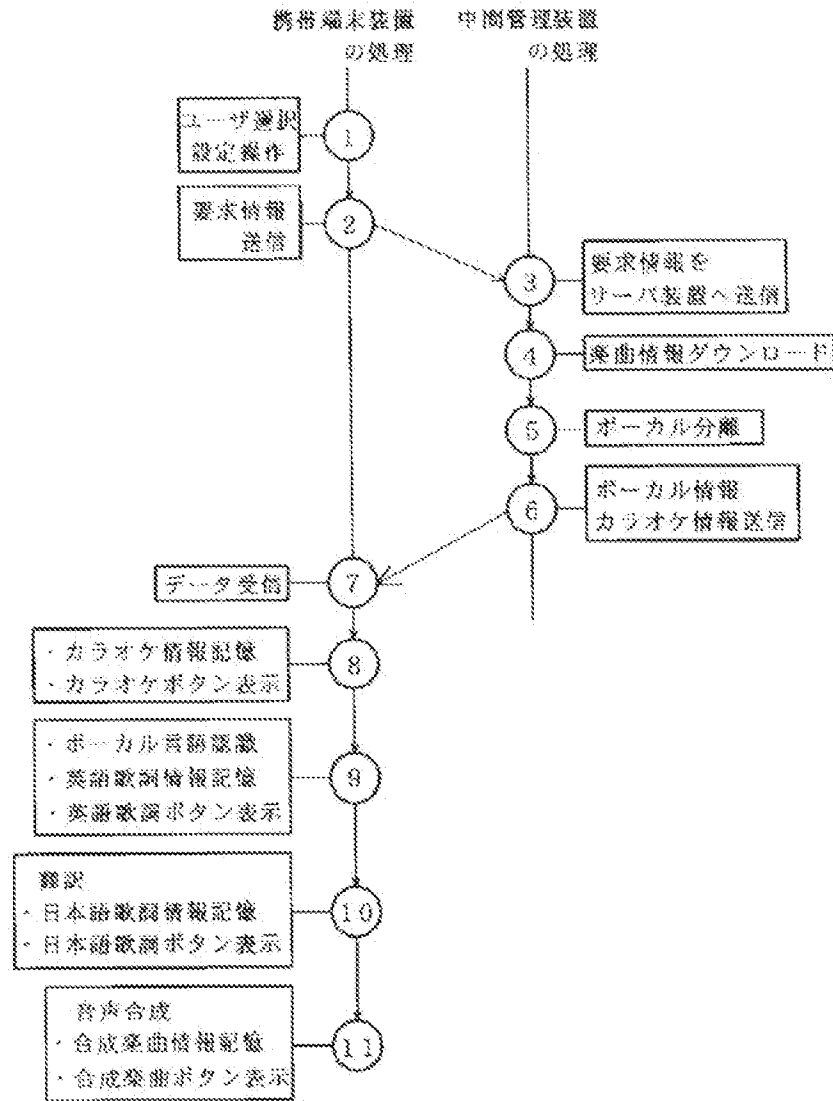 携帯端末装置
の処理
中間管理装置
の処理
ユーザ選択
設定操作
1
要求情報
送信
2
3
要求情報を
サーバ装置へ送信
4
楽曲情報ダウンロード
5
ボーカル分離
6
ボーカル情報
カラオケ情報送信
データ受信
7
・カラオケ情報記憶
・カラオケボタン表示
8
・ボーカル言語認識
・英語歌詞情報記憶
・英語歌詞ボタン表示
9
翻訳
・日本語歌詞情報記憶
・日本語歌詞ボタン表示
10
音声合成
・合成楽曲情報記憶
・合成楽曲ボタン表示
11